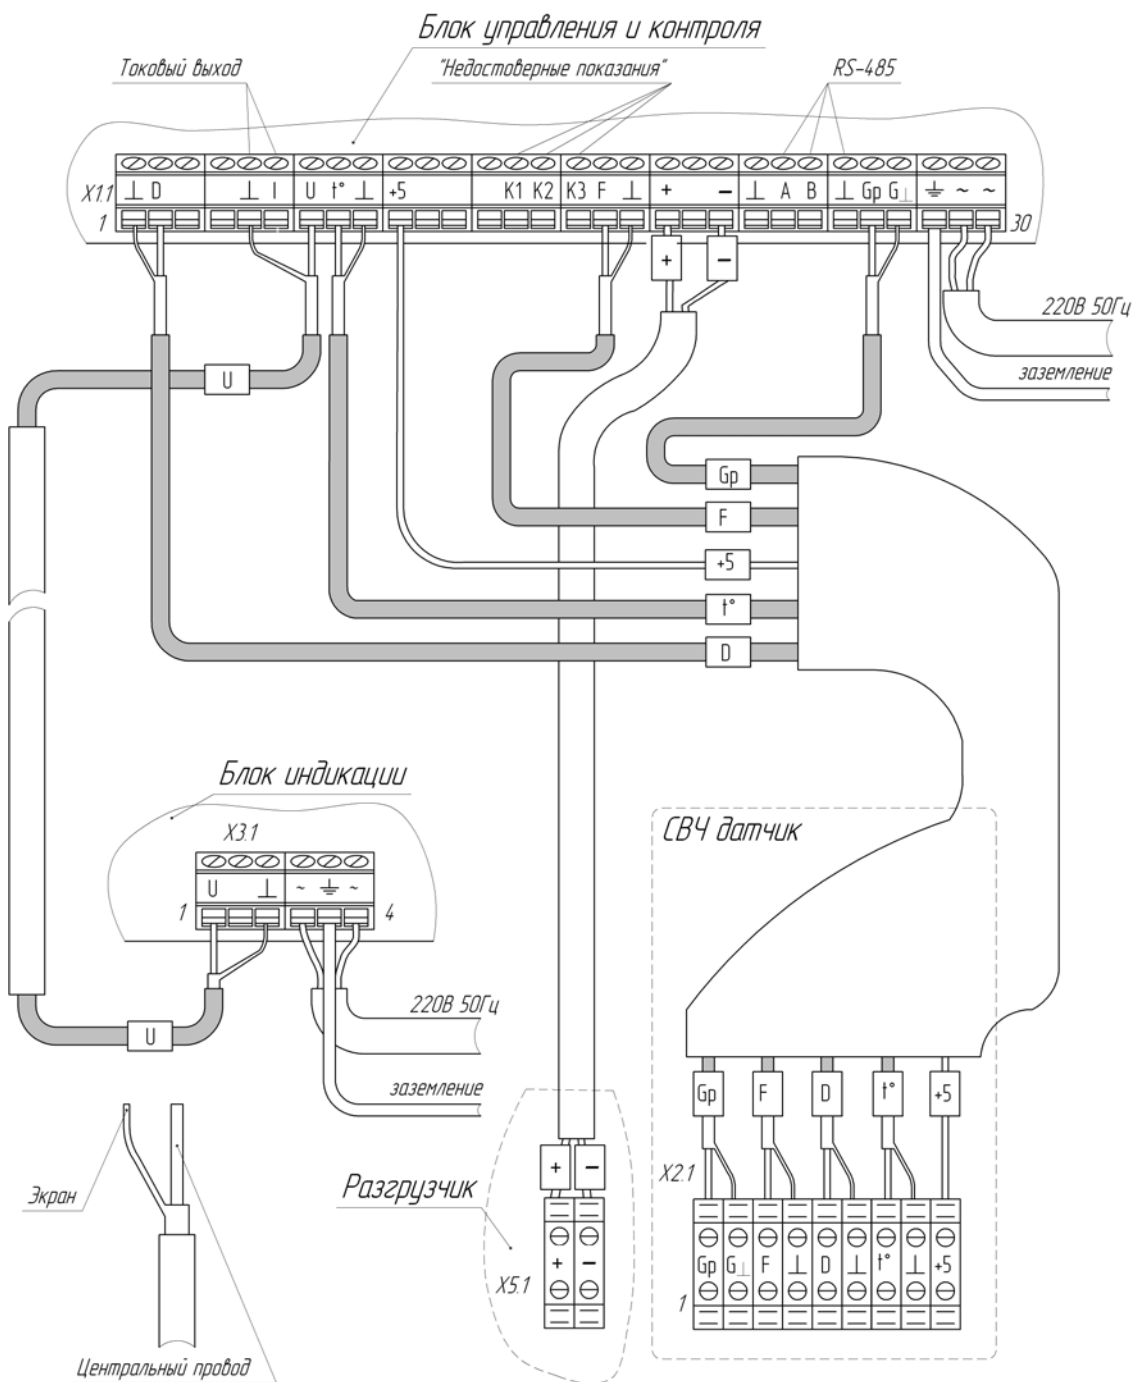 Блок управления и контроля
Токовый выход
"Недостоверные показания"
RS-485
X1.1
⊥ D ⊥ I U t° ⊥ +5 K1 K2 K3 F ⊥ + − ⊥ A B ⊥ Gp G⊥ ⏚ ~ ~
1
30
+ −
220В 50Гц
заземление
U
Gp
F
+5
t°
D
Блок индикации
X3.1
U ⊥ ~ ⏚ ~
1
4
СВЧ датчик
220В 50Гц
U
заземление
Gp F D t° +5
Экран
Разгрузчик
+ −
X2.1
+ −
X5.1
Gp G⊥ F ⊥ D ⊥ t° ⊥ +5
1
Центральный провод